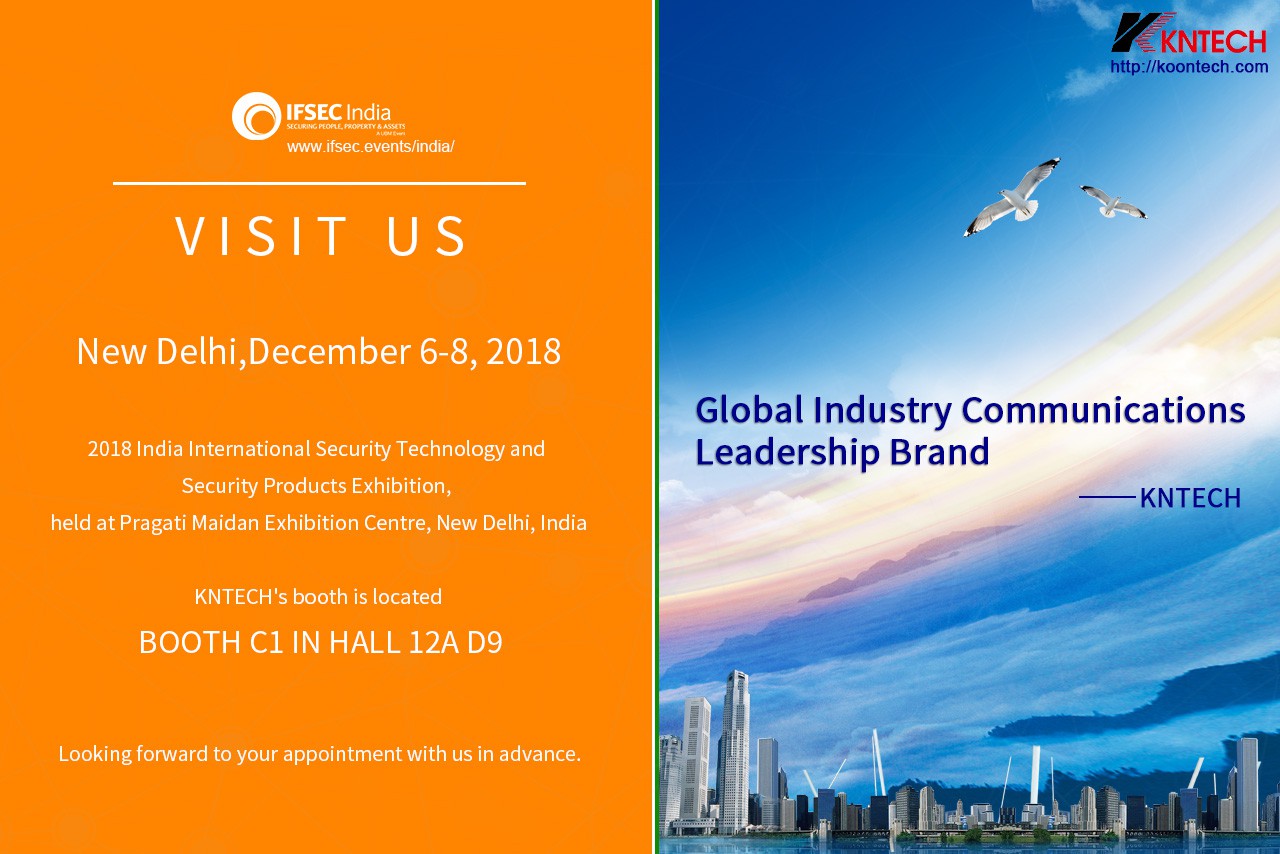 IFSEC India
SECURING PEOPLE, PROPERTY & ASSETS
A UBM Event
www.ifsec.events/india/
VISIT US
New Delhi,December 6-8, 2018
2018 India International Security Technology and
Security Products Exhibition,
held at Pragati Maidan Exhibition Centre, New Delhi, India
KNTECH's booth is located
BOOTH C1 IN HALL 12A D9
Looking forward to your appointment with us in advance.
KNTECH
http://koontech.com
Global Industry Communications
Leadership Brand
——KNTECH